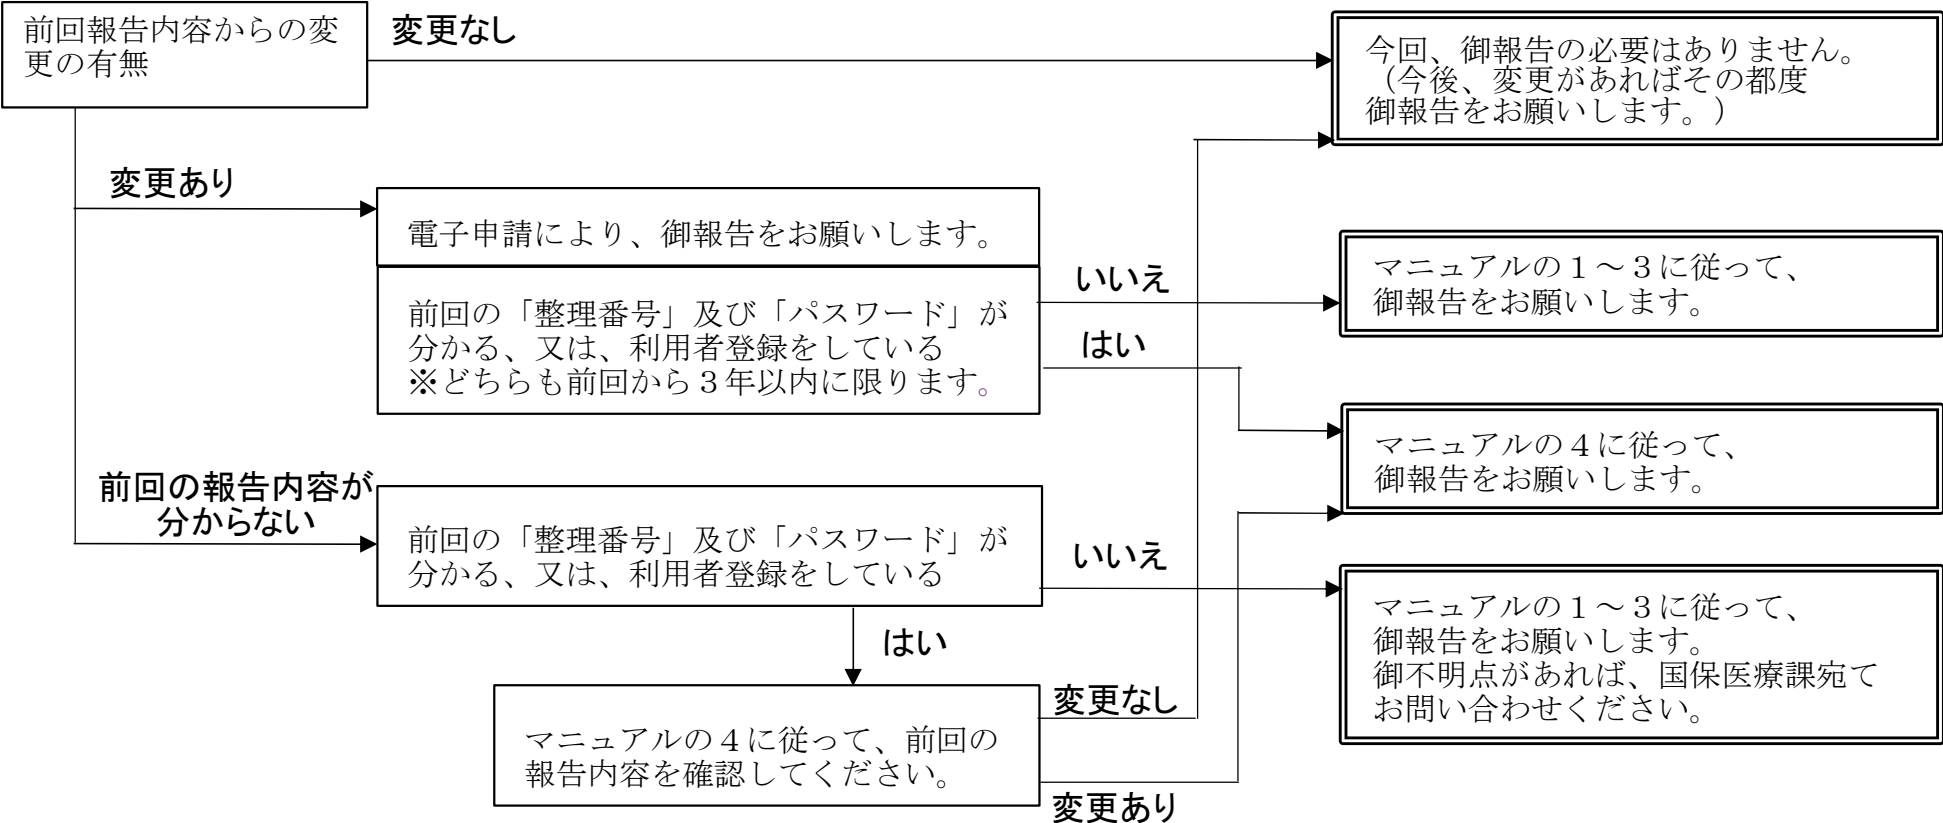 前回報告内容からの変
更の有無
変更なし
今回、御報告の必要はありません。
（今後、変更があればその都度
御報告をお願いします。）
変更あり
電子申請により、御報告をお願いします。
前回の「整理番号」及び「パスワード」が
分かる、又は、利用者登録をしている
※どちらも前回から３年以内に限ります。
いいえ
マニュアルの１～３に従って、
御報告をお願いします。
はい
マニュアルの４に従って、
御報告をお願いします。
前回の報告内容が
分からない
前回の「整理番号」及び「パスワード」が
分かる、又は、利用者登録をしている
いいえ
マニュアルの１～３に従って、
御報告をお願いします。
御不明点があれば、国保医療課宛て
お問い合わせください。
はい
マニュアルの４に従って、前回の
報告内容を確認してください。
変更なし
変更あり